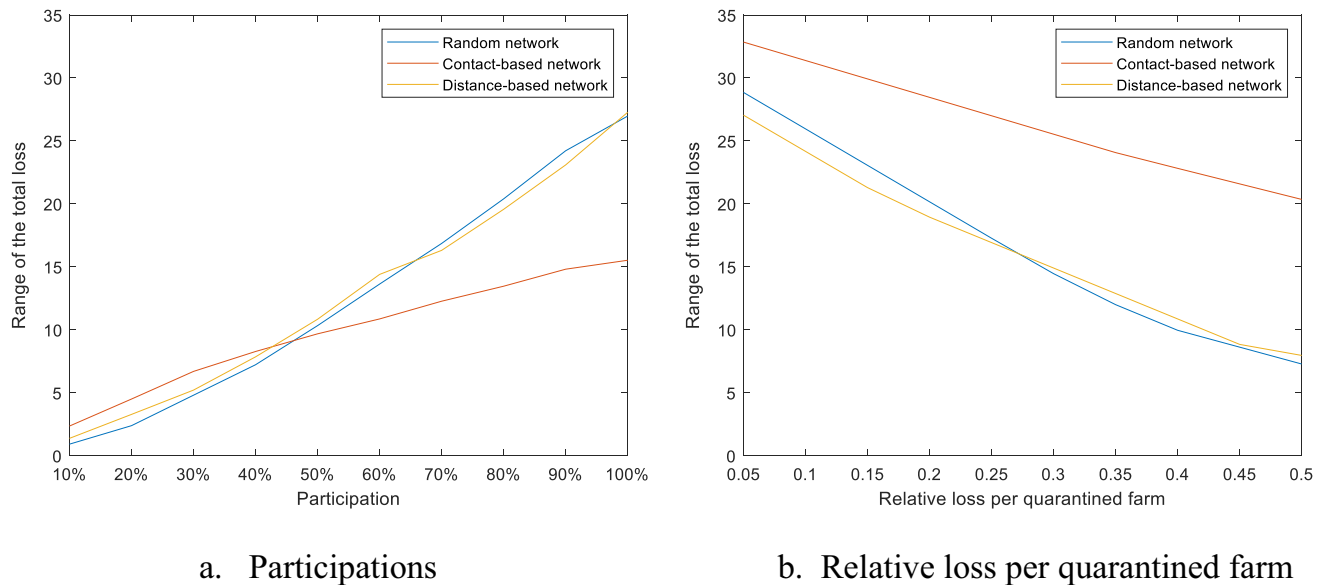 35
30
25
20
15
10
5
0
Range of the total loss
Random network
Contact-based network
Distance-based network
10% 20% 30% 40% 50% 60% 70% 80% 90% 100%
Participation
a. Participations
35
30
25
20
15
10
5
0
Range of the total loss
Random network
Contact-based network
Distance-based network
0.05 0.1 0.15 0.2 0.25 0.3 0.35 0.4 0.45 0.5
Relative loss per quarantined farm
b. Relative loss per quarantined farm